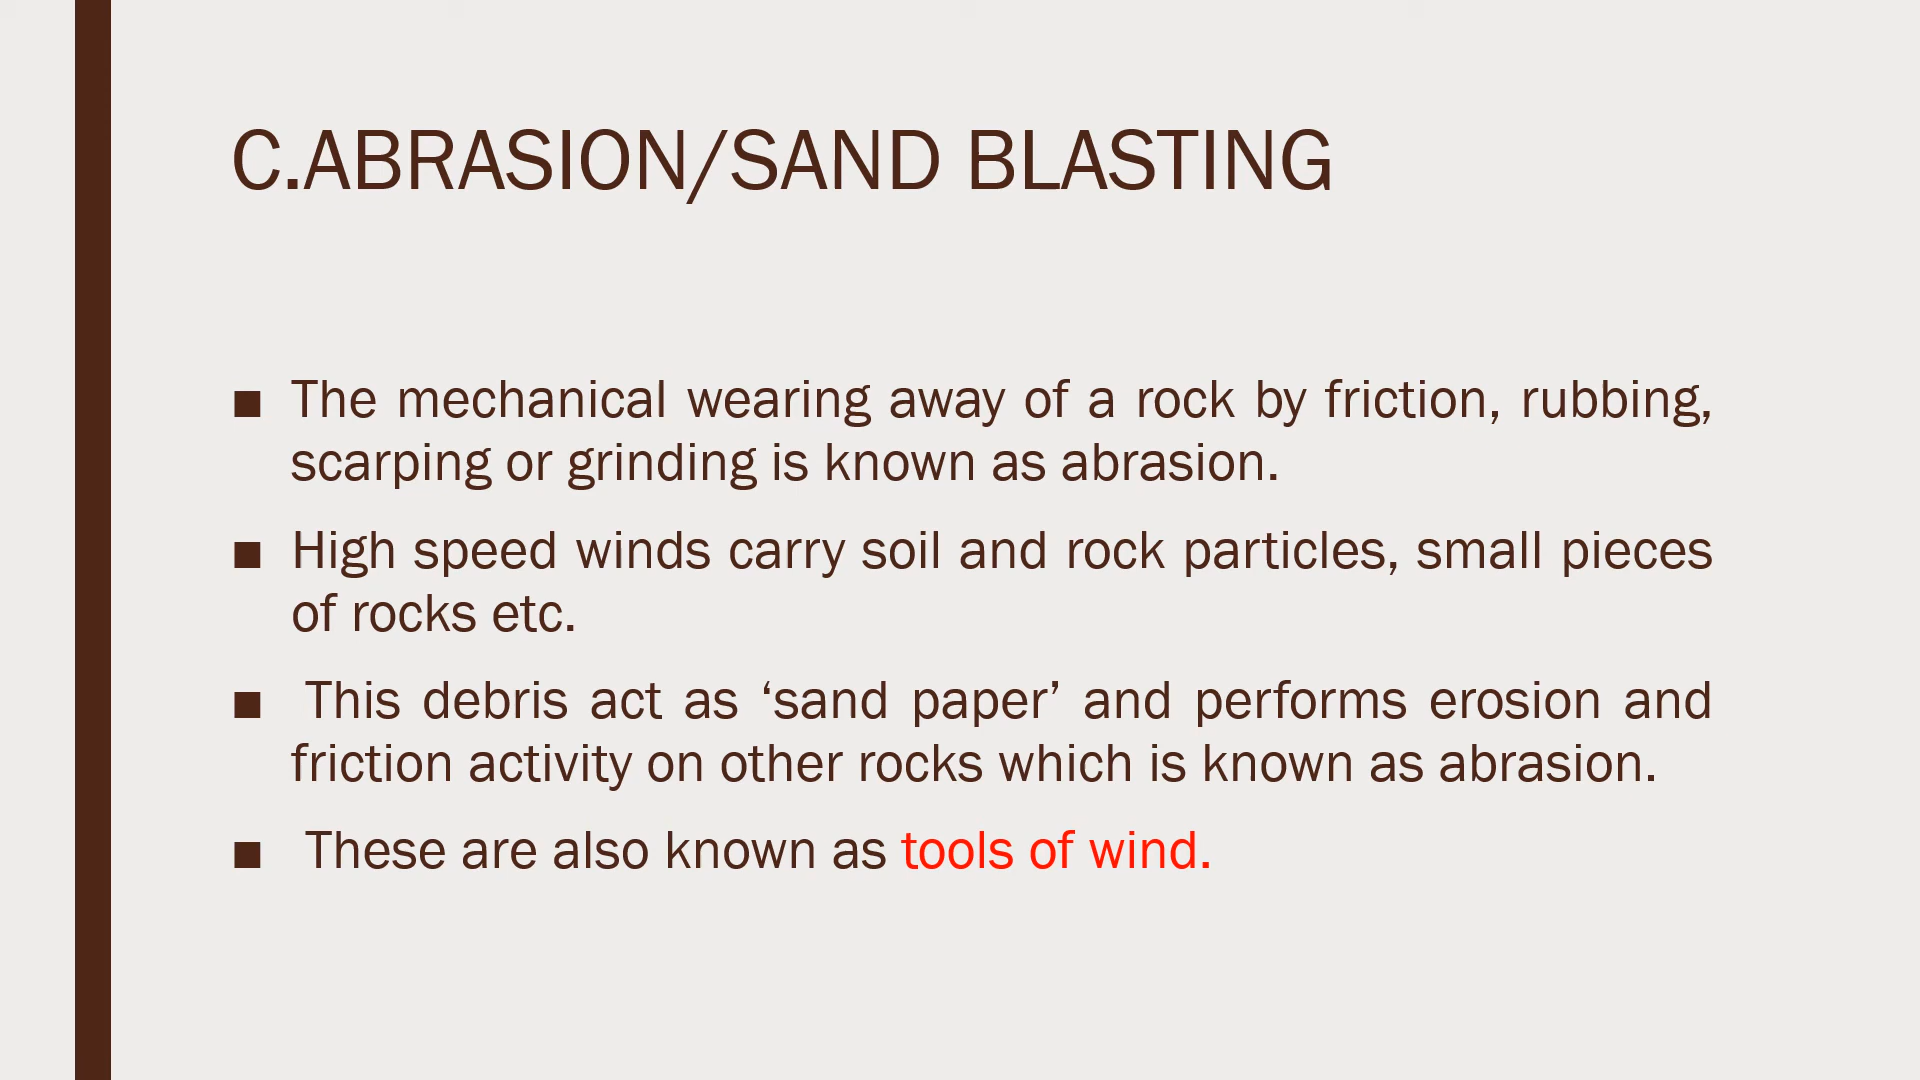 C.ABRASION/SAND BLASTING
■ The mechanical wearing away of a rock by friction, rubbing,
scarping or grinding is known as abrasion.
■ High speed winds carry soil and rock particles, small pieces
of rocks etc.
■ This debris act as ‘sand paper’ and performs erosion and
friction activity on other rocks which is known as abrasion.
■ These are also known as tools of wind.